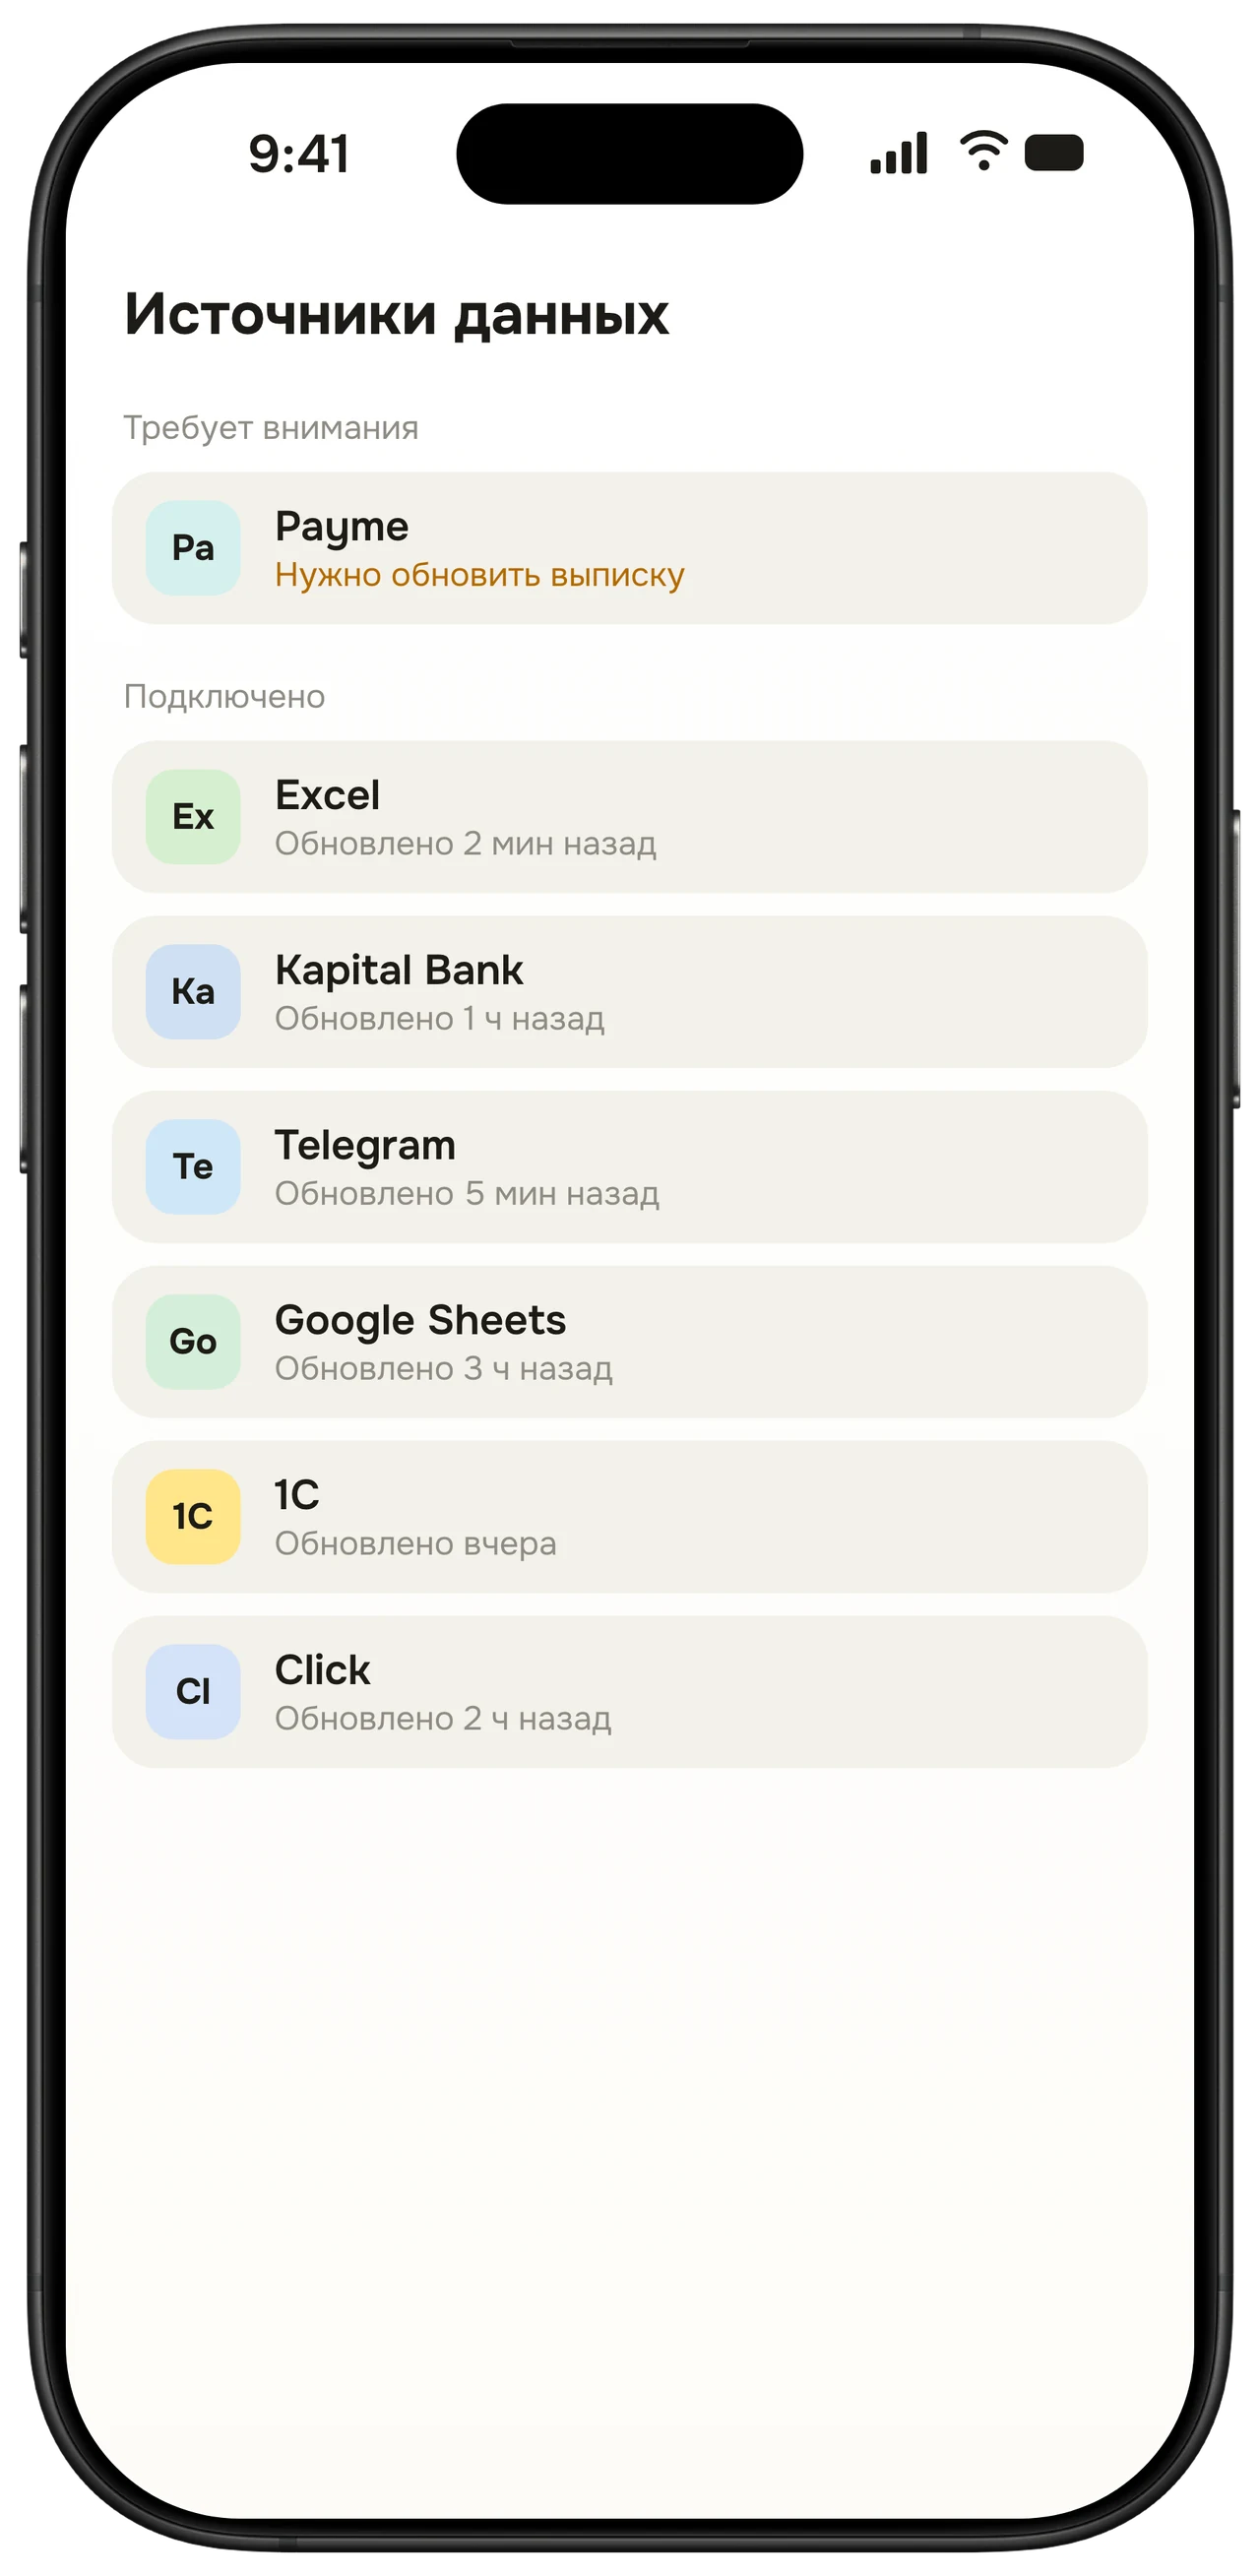 9:41
Источники данных
Требует внимания
Pa
Payme
Нужно обновить выписку
Подключено
Ex
Excel
Обновлено 2 мин назад
Ka
Kapital Bank
Обновлено 1 ч назад
Te
Telegram
Обновлено 5 мин назад
Go
Google Sheets
Обновлено 3 ч назад
1C
1C
Обновлено вчера
Cl
Click
Обновлено 2 ч назад